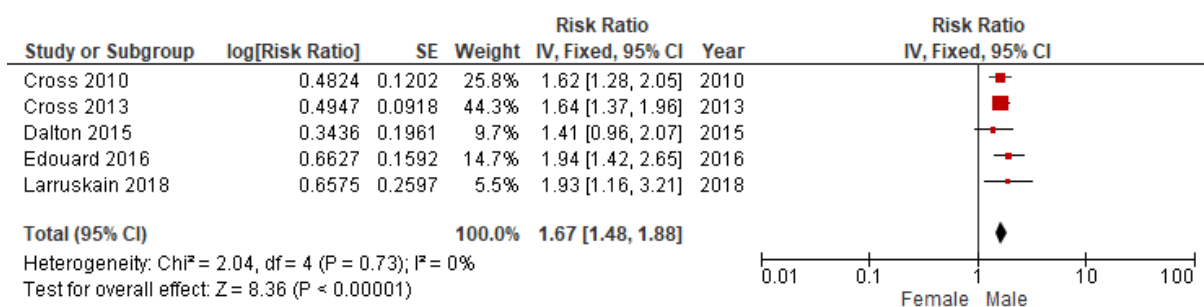 Risk Ratio Risk Ratio
Study or Subgroup log[Risk Ratio] SE Weight IV, Fixed, 95% CI Year IV, Fixed, 95% CI
Cross 2010 0.4824 0.1202 25.8% 1.62 [1.28, 2.05] 2010
Cross 2013 0.4947 0.0918 44.3% 1.64 [1.37, 1.96] 2013
Dalton 2015 0.3436 0.1961 9.7% 1.41 [0.96, 2.07] 2015
Edouard 2016 0.6627 0.1592 14.7% 1.94 [1.42, 2.65] 2016
Larruskain 2018 0.6575 0.2597 5.5% 1.93 [1.16, 3.21] 2018
Total (95% CI) 100.0% 1.67 [1.48, 1.88]
Heterogeneity: Chi² = 2.04, df = 4 (P = 0.73); I² = 0%
Test for overall effect: Z = 8.36 (P < 0.00001)
0.01 0.1 1 10 100
Female Male